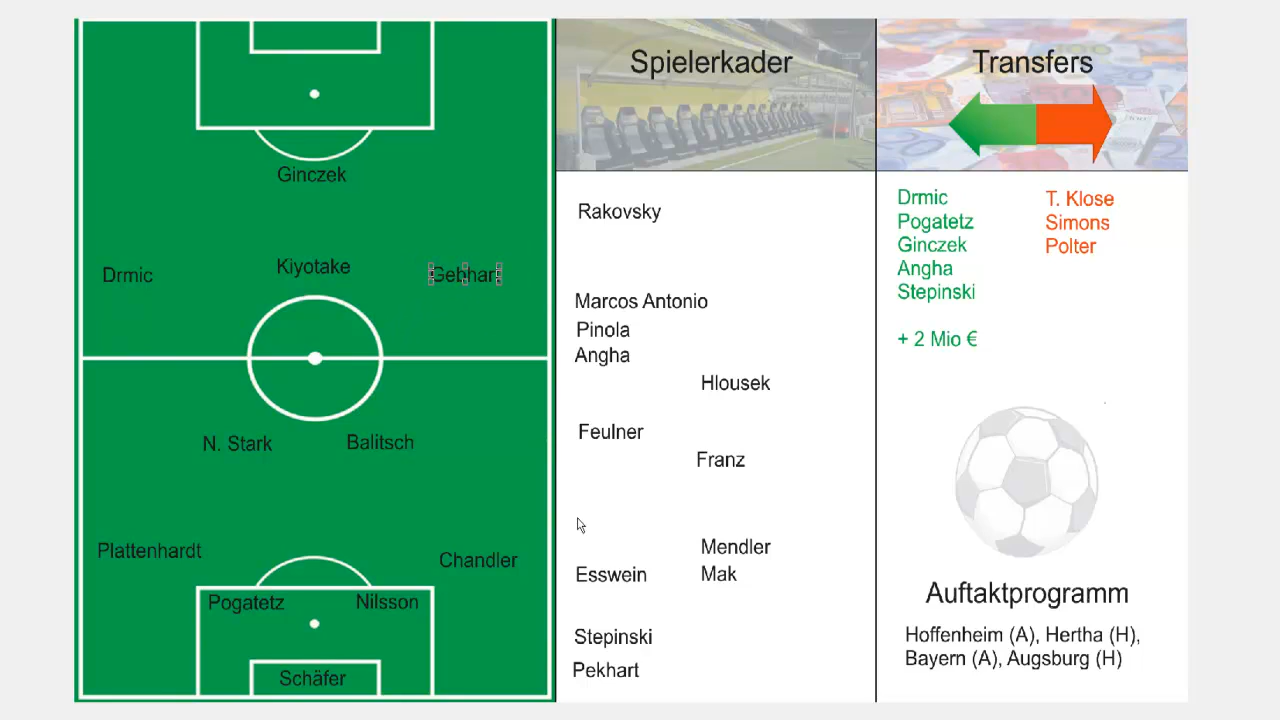 Ginczek
Drmic
Kiyotake
Gebhart
N. Stark
Balitsch
Plattenhardt
Chandler
Pogatetz
Nilsson
Schäfer
Spielerkader
Rakovsky
Marcos Antonio
Pinola
Angha
Hlousek
Feulner
Franz
Mendler
Esswein
Mak
Stepinski
Pekhart
Transfers
Drmic
Pogatetz
Ginczek
Angha
Stepinski
+ 2 Mio €
T. Klose
Simons
Polter
Auftaktprogramm
Hoffenheim (A), Hertha (H),
Bayern (A), Augsburg (H)